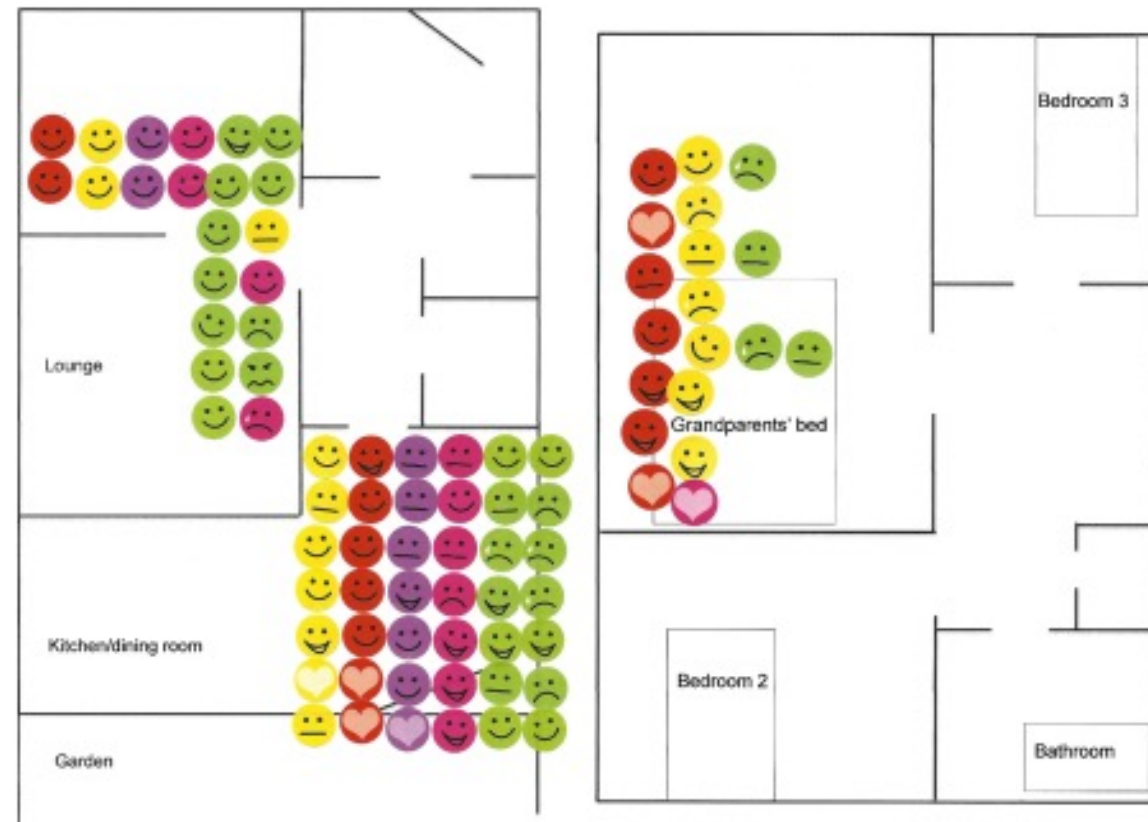 Lounge
Kitchen/dining room
Garden
Bedroom 3
Grandparents' bed
Bedroom 2
Bathroom